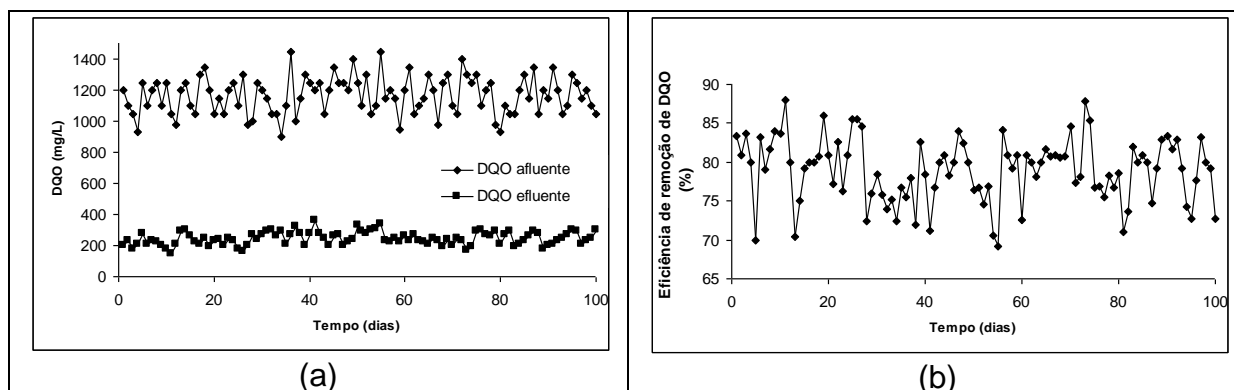 1400
1200
1000
800
600
400
200
0
DQO (mg/L)
DQO afluente
DQO efluente
0 20 40 60 80 100
Tempo (dias)
(a)
90
85
80
75
70
65
Eficiência de remoção de DQO
(%)
0 20 40 60 80 100
Tempo (dias)
(b)